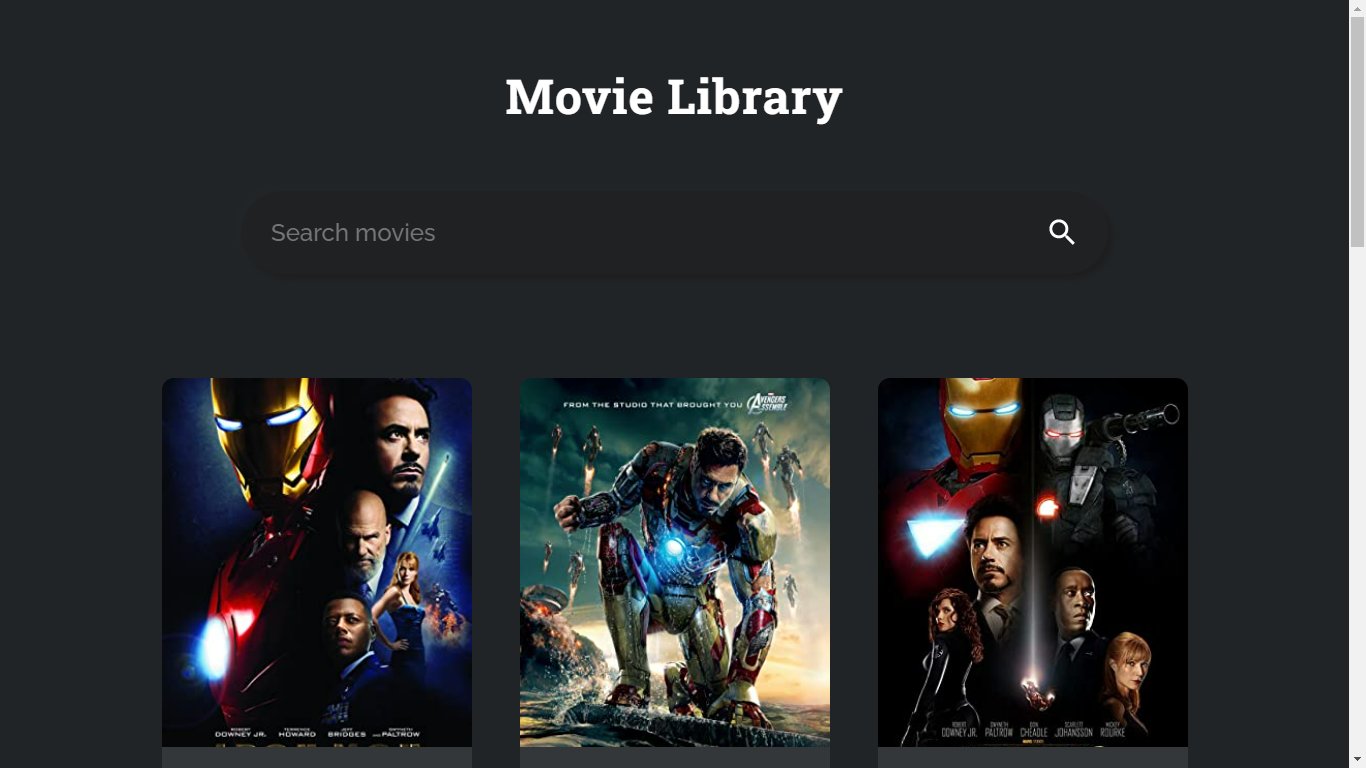 Movie Library
Search movies
FROM THE STUDIO THAT BROUGHT YOU
AVENGERS
ASSEMBLE
ROBERT
DOWNEY JR.
TERRENCE
HOWARD
JEFF
BRIDGES
AND
GWYNETH
PALTROW
ROBERT
DOWNEY JR.
GWYNETH
PALTROW
DON
CHEADLE
SCARLETT
JOHANSSON
MICKEY
ROURKE